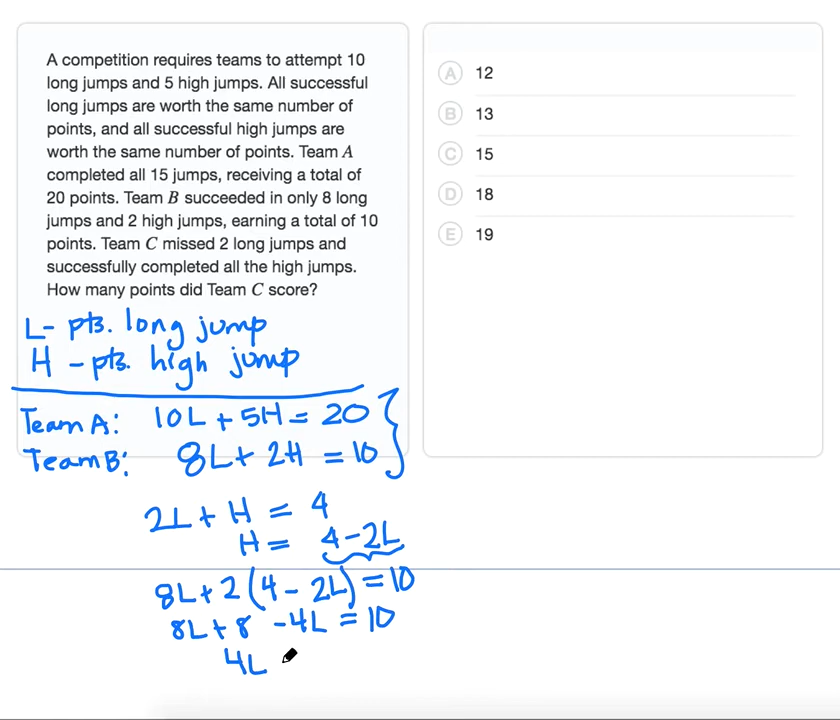 A competition requires teams to attempt 10
long jumps and 5 high jumps. All successful
long jumps are worth the same number of
points, and all successful high jumps are
worth the same number of points. Team A
completed all 15 jumps, receiving a total of
20 points. Team B succeeded in only 8 long
jumps and 2 high jumps, earning a total of 10
points. Team C missed 2 long jumps and
successfully completed all the high jumps.
How many points did Team C score?
L- pts. long jump
H - pts. high jump
Team A: 10L + 5H = 20
Team B: 8L + 2H = 10
2L + H = 4
H = 4-2L
8L + 2(4 - 2L) = 10
8L + 8 -4L = 10
4L
A 12
B 13
C 15
D 18
E 19